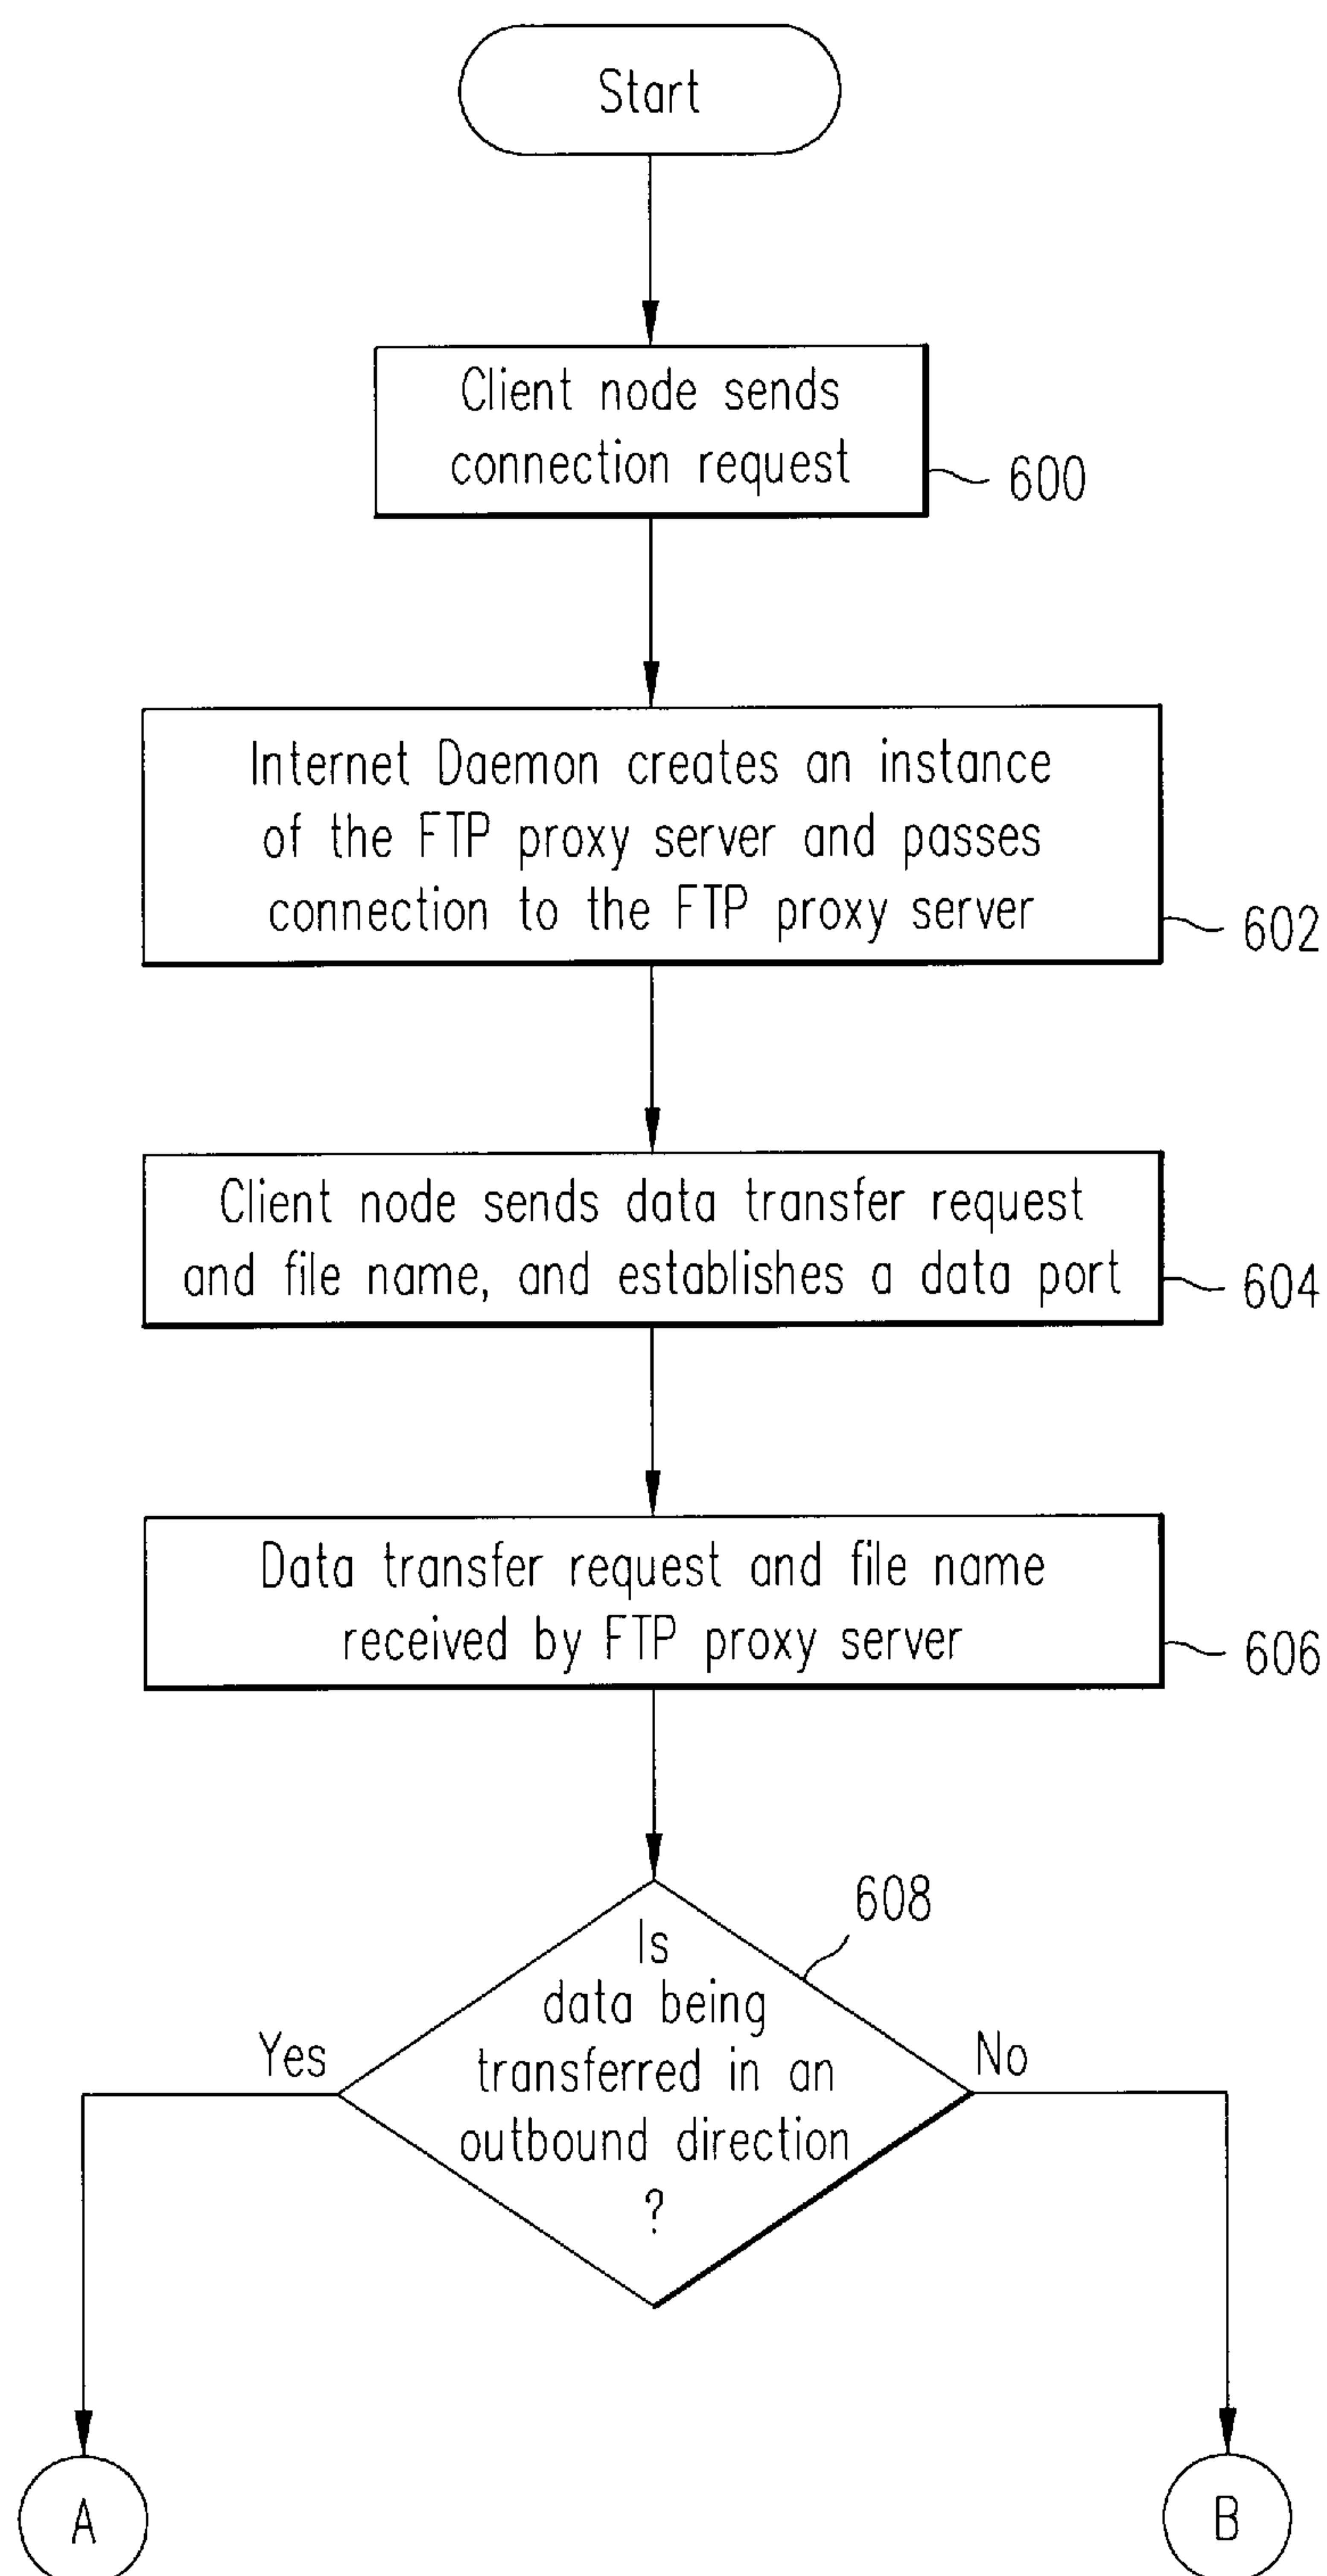 Start
Client node sends
connection request
600
Internet Daemon creates an instance
of the FTP proxy server and passes
connection to the FTP proxy server
602
Client node sends data transfer request
and file name, and establishes a data port
604
Data transfer request and file name
received by FTP proxy server
606
608
Is
data being
transferred in an
outbound direction
?
Yes
No
A
B